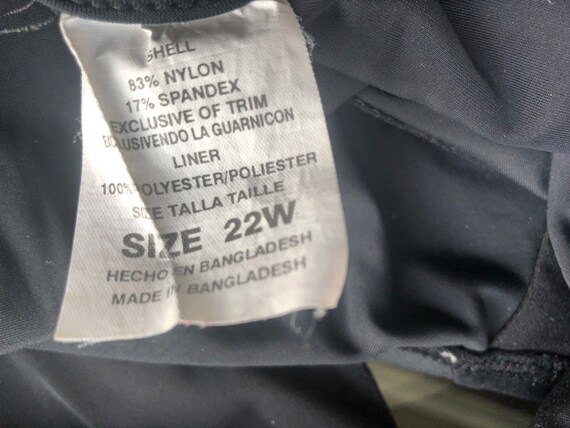 SHELL
83% NYLON
17% SPANDEX
EXCLUSIVE OF TRIM
EXCLUSIVENDO LA GUARNICON
LINER
100% POLYESTER/POLIESTER
SIZE TALLA TAILLE
SIZE 22W
HECHO EN BANGLADESH
MADE IN BANGLADESH